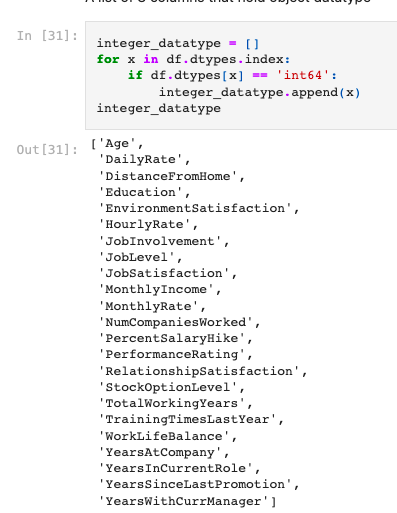 A list of 8 columns that hold object datatype
In [31]:
integer_datatype = []
for x in df.dtypes.index:
    if df.dtypes[x] == 'int64':
        integer_datatype.append(x)
integer_datatype
Out[31]:
['Age',
 'DailyRate',
 'DistanceFromHome',
 'Education',
 'EnvironmentSatisfaction',
 'HourlyRate',
 'JobInvolvement',
 'JobLevel',
 'JobSatisfaction',
 'MonthlyIncome',
 'MonthlyRate',
 'NumCompaniesWorked',
 'PercentSalaryHike',
 'PerformanceRating',
 'RelationshipSatisfaction',
 'StockOptionLevel',
 'TotalWorkingYears',
 'TrainingTimesLastYear',
 'WorkLifeBalance',
 'YearsAtCompany',
 'YearsInCurrentRole',
 'YearsSinceLastPromotion',
 'YearsWithCurrManager']